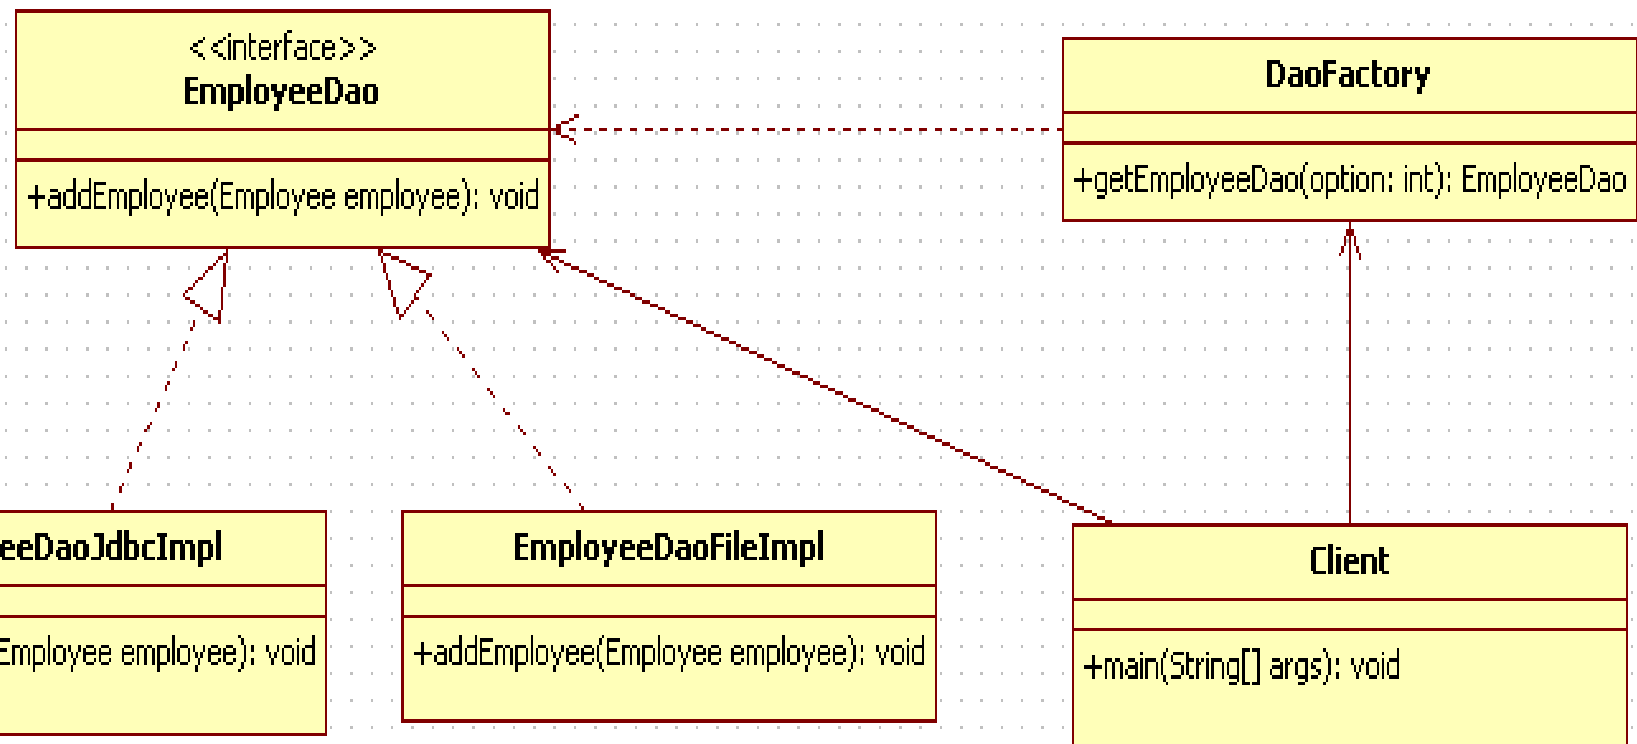 <<interface>>
EmployeeDao
+addEmployee(Employee employee): void
DaoFactory
+getEmployeeDao(option: int): EmployeeDao
eeDaoJdbcImpl
Employee employee): void
EmployeeDaoFileImpl
+addEmployee(Employee employee): void
Client
+main(String[] args): void